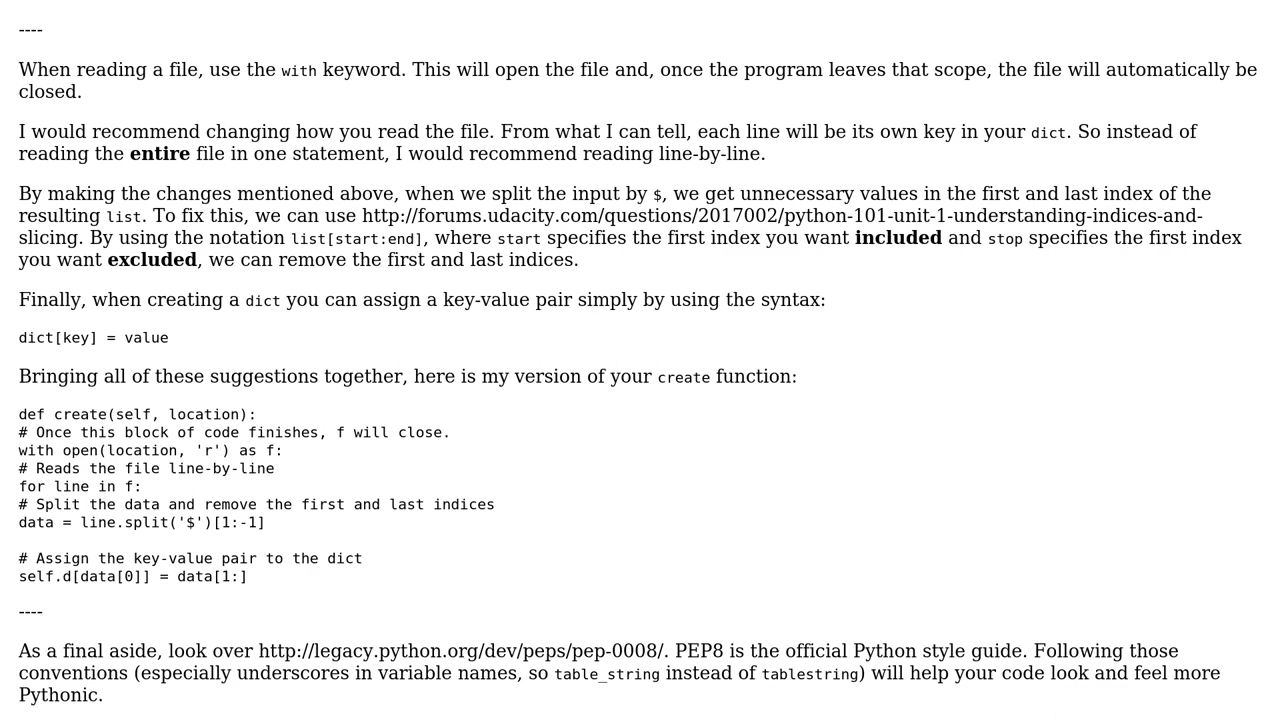 ----
When reading a file, use the with keyword. This will open the file and, once the program leaves that scope, the file will automatically be
closed.
I would recommend changing how you read the file. From what I can tell, each line will be its own key in your dict. So instead of
reading the entire file in one statement, I would recommend reading line-by-line.
By making the changes mentioned above, when we split the input by $, we get unnecessary values in the first and last index of the
resulting list. To fix this, we can use http://forums.udacity.com/questions/2017002/python-101-unit-1-understanding-indices-and-
slicing. By using the notation list[start:end], where start specifies the first index you want included and stop specifies the first index
you want excluded, we can remove the first and last indices.
Finally, when creating a dict you can assign a key-value pair simply by using the syntax:
dict[key] = value
Bringing all of these suggestions together, here is my version of your create function:
def create(self, location):
# Once this block of code finishes, f will close.
with open(location, 'r') as f:
# Reads the file line-by-line
for line in f:
# Split the data and remove the first and last indices
data = line.split('$')[1:-1]
# Assign the key-value pair to the dict
self.d[data[0]] = data[1:]
----
As a final aside, look over http://legacy.python.org/dev/peps/pep-0008/. PEP8 is the official Python style guide. Following those
conventions (especially underscores in variable names, so table_string instead of tablestring) will help your code look and feel more
Pythonic.